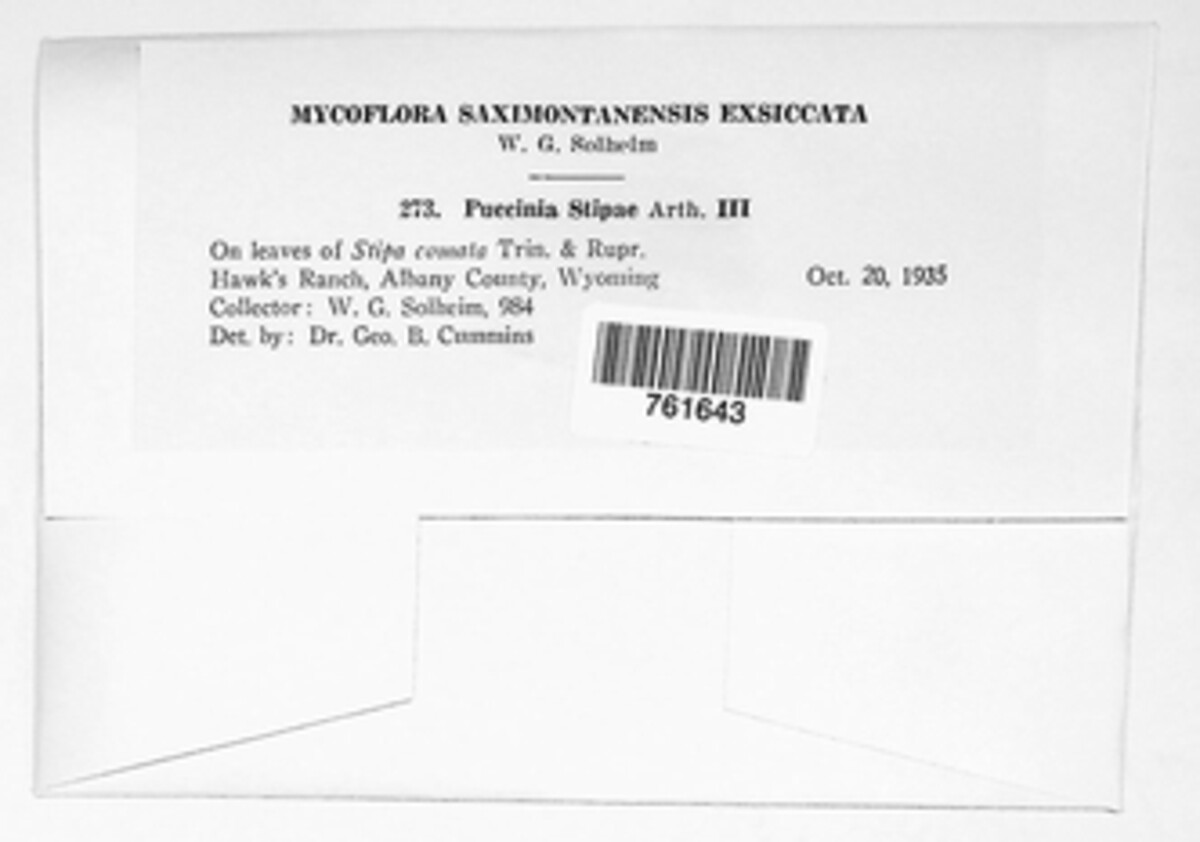 MYCOFLORA SAXIMONTANENSIS EXSICCATA
W. G. Solheim
273. Puccinia Stipae Arth. III
On leaves of Stipa comata Trin. & Rupr.
Hawk's Ranch, Albany County, Wyoming Oct. 20, 1935
Collector: W. G. Solheim, 984
Det. by: Dr. Geo. B. Cummins
761643